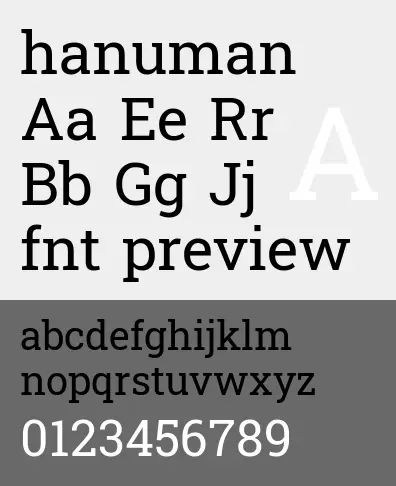 hanuman
Aa Ee Rr
A
Bb Gg Jj
fnt preview
abcdefghijklm
nopqrstuvwxyz
0123456789